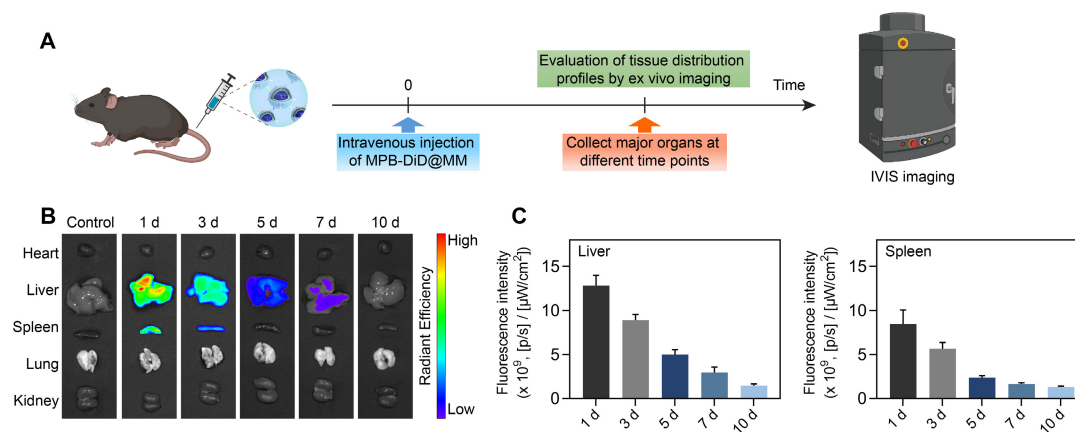 A
0
Evaluation of tissue distribution
profiles by ex vivo imaging
Time
Intravenous injection
of MPB-DiD@MM
Collect major organs at
different time points
IVIS imaging
B
Control 1 d 3 d 5 d 7 d 10 d
Heart
Liver
Spleen
Lung
Kidney
High
Radiant Efficiency
Low
C
Liver
Fluorescence intensity
(x 10⁹, [p/s] / [µW/cm²])
15
10
5
0
1 d 3 d 5 d 7 d 10 d
Spleen
Fluorescence intensity
(x 10⁹, [p/s] / [µW/cm²])
15
10
5
0
1 d 3 d 5 d 7 d 10 d